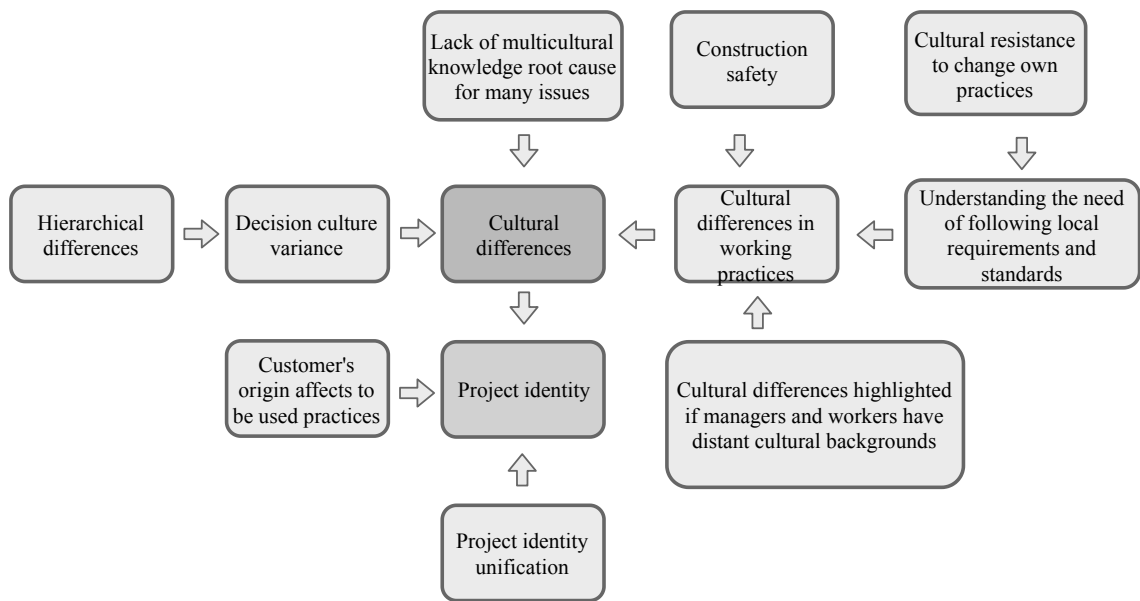 Lack of multicultural
knowledge root cause
for many issues
Construction
safety
Cultural resistance
to change own
practices
Hierarchical
differences
Decision culture
variance
Cultural
differences
Cultural
differences in
working
practices
Understanding the need
of following local
requirements and
standards
Customer's
origin affects to
be used practices
Project identity
Cultural differences highlighted
if managers and workers have
distant cultural backgrounds
Project identity
unification